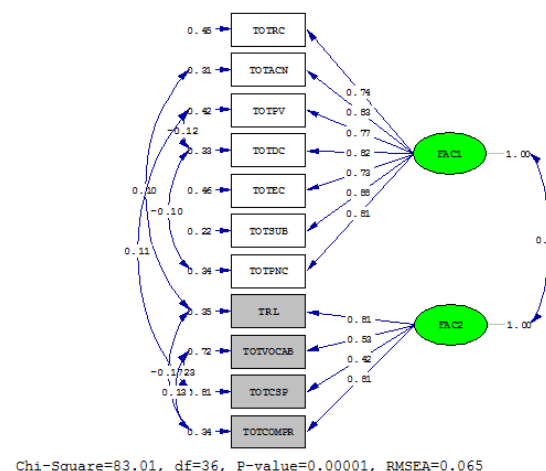 0.45 TOTRC
0.31 TOTACN
0.74
0.42 TOTPV
0.83
-0.12
0.77
0.33 TOTDC
0.82 FAC1 1.00
0.46 TOTEC
0.73
0.10
-0.10
0.88
0.22 TOTSUB
0.81
0.11
0.34 TOTPNC
0.
0.35 TRL
0.81
FAC2 1.00
0.72 TOTVOCAB
0.53
0.42
0.13 0.81 TOTCSP
0.81
0.34 TOTCOMPR
Chi-Square=83.01, df=36, P-value=0.00001, RMSEA=0.065